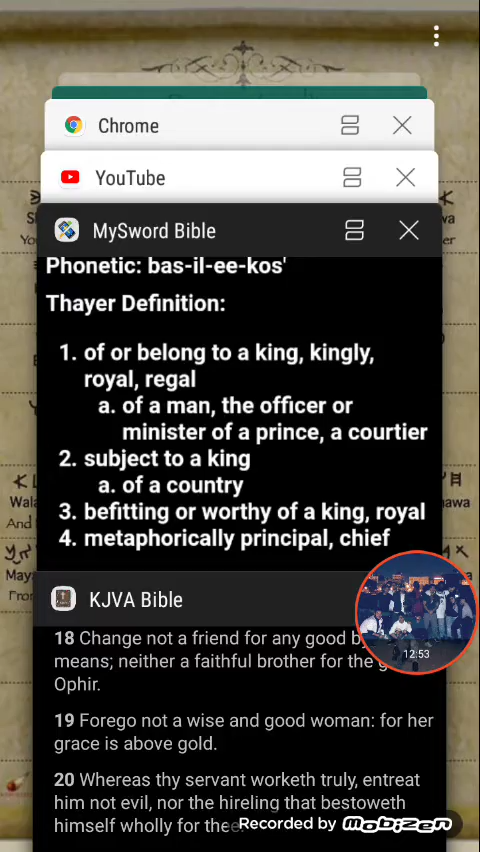 Chrome
YouTube
MySword Bible
Phonetic: bas-il-ee-kos'
Thayer Definition:
1. of or belong to a king, kingly,
royal, regal
a. of a man, the officer or
minister of a prince, a courtier
2. subject to a king
a. of a country
3. befitting or worthy of a king, royal
4. metaphorically principal, chief
KJVA Bible
12:53
18 Change not a friend for any good by
means; neither a faithful brother for the
Ophir.
19 Forego not a wise and good woman: for her
grace is above gold.
20 Whereas thy servant worketh truly, entreat
him not evil, nor the hireling that bestoweth
himself wholly for thee.
Recorded by MOBIZEN